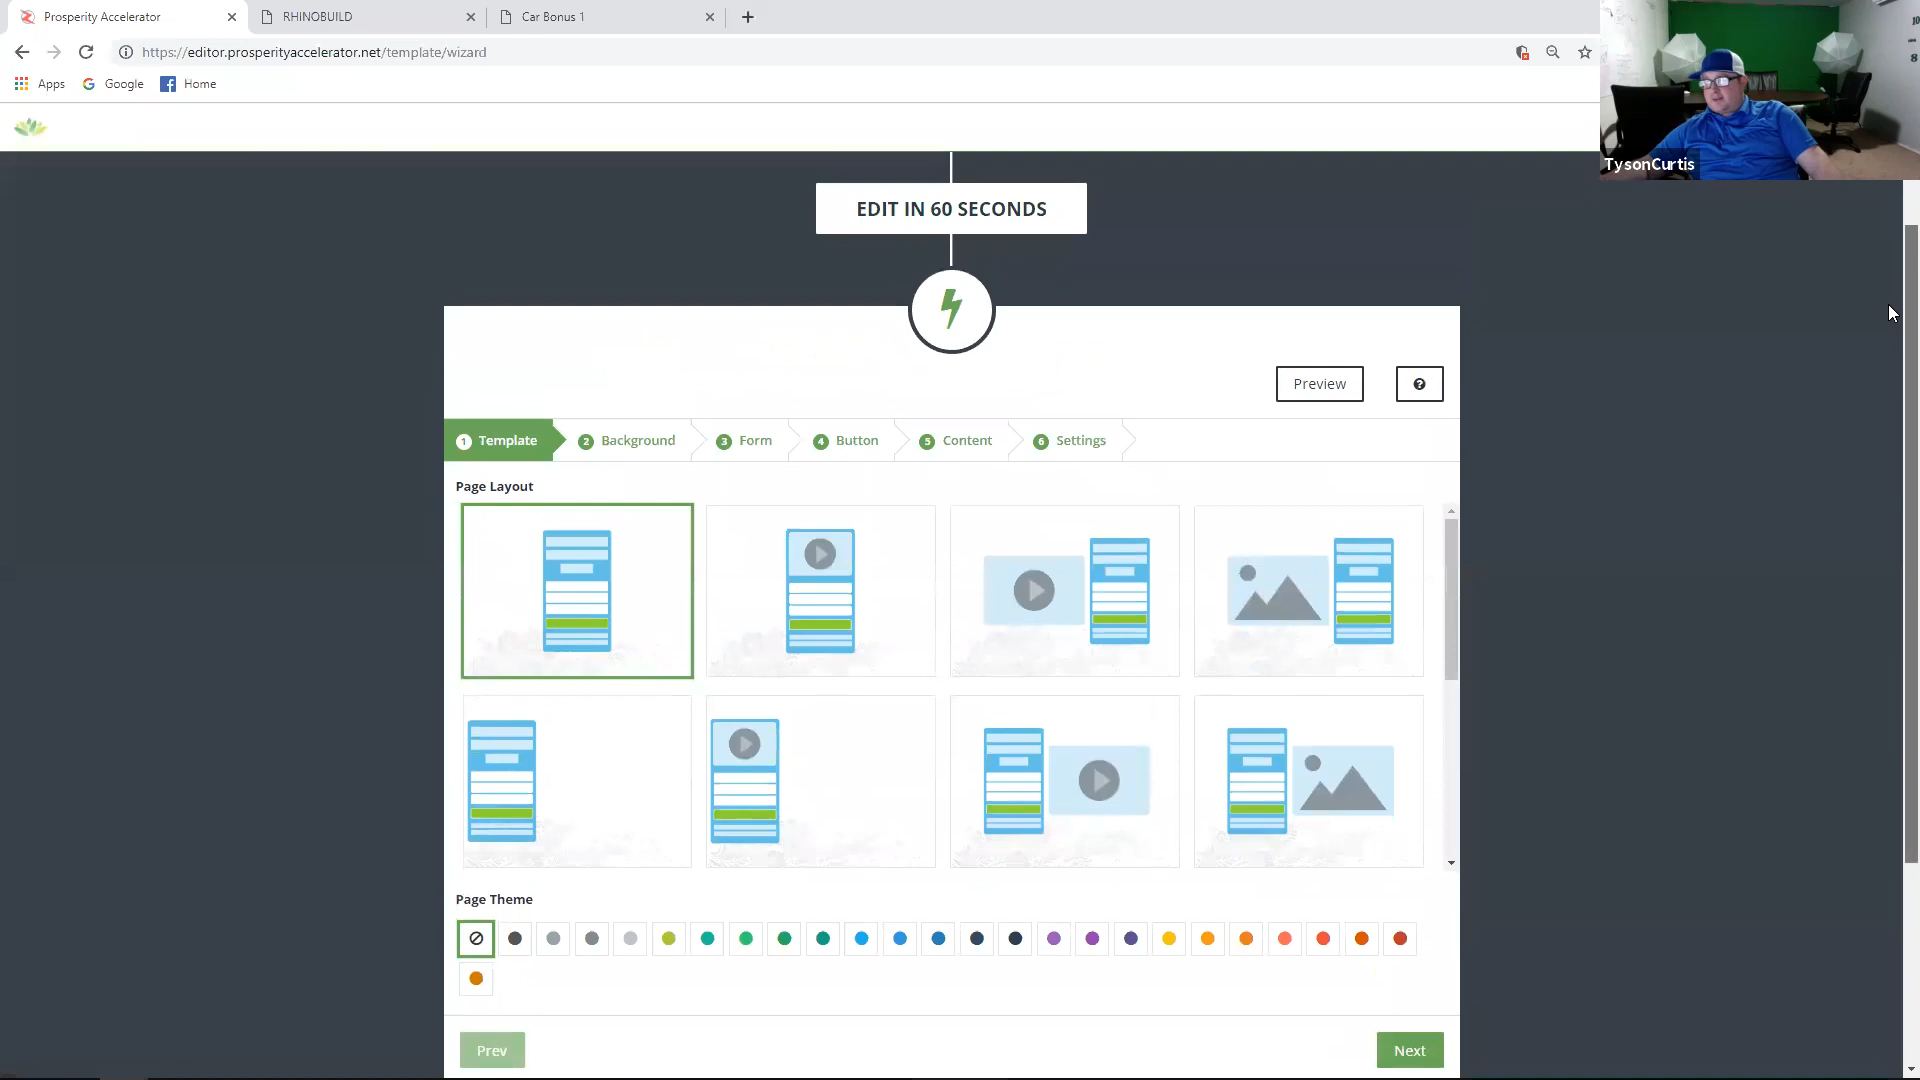 Prosperity Accelerator
RHINOBUILD
Car Bonus 1
https://editor.prosperityaccelerator.net/template/wizard
Apps
Google
Home
TysonCurtis
EDIT IN 60 SECONDS
Preview
1 Template
2 Background
3 Form
4 Button
5 Content
6 Settings
Page Layout
Page Theme
Prev
Next